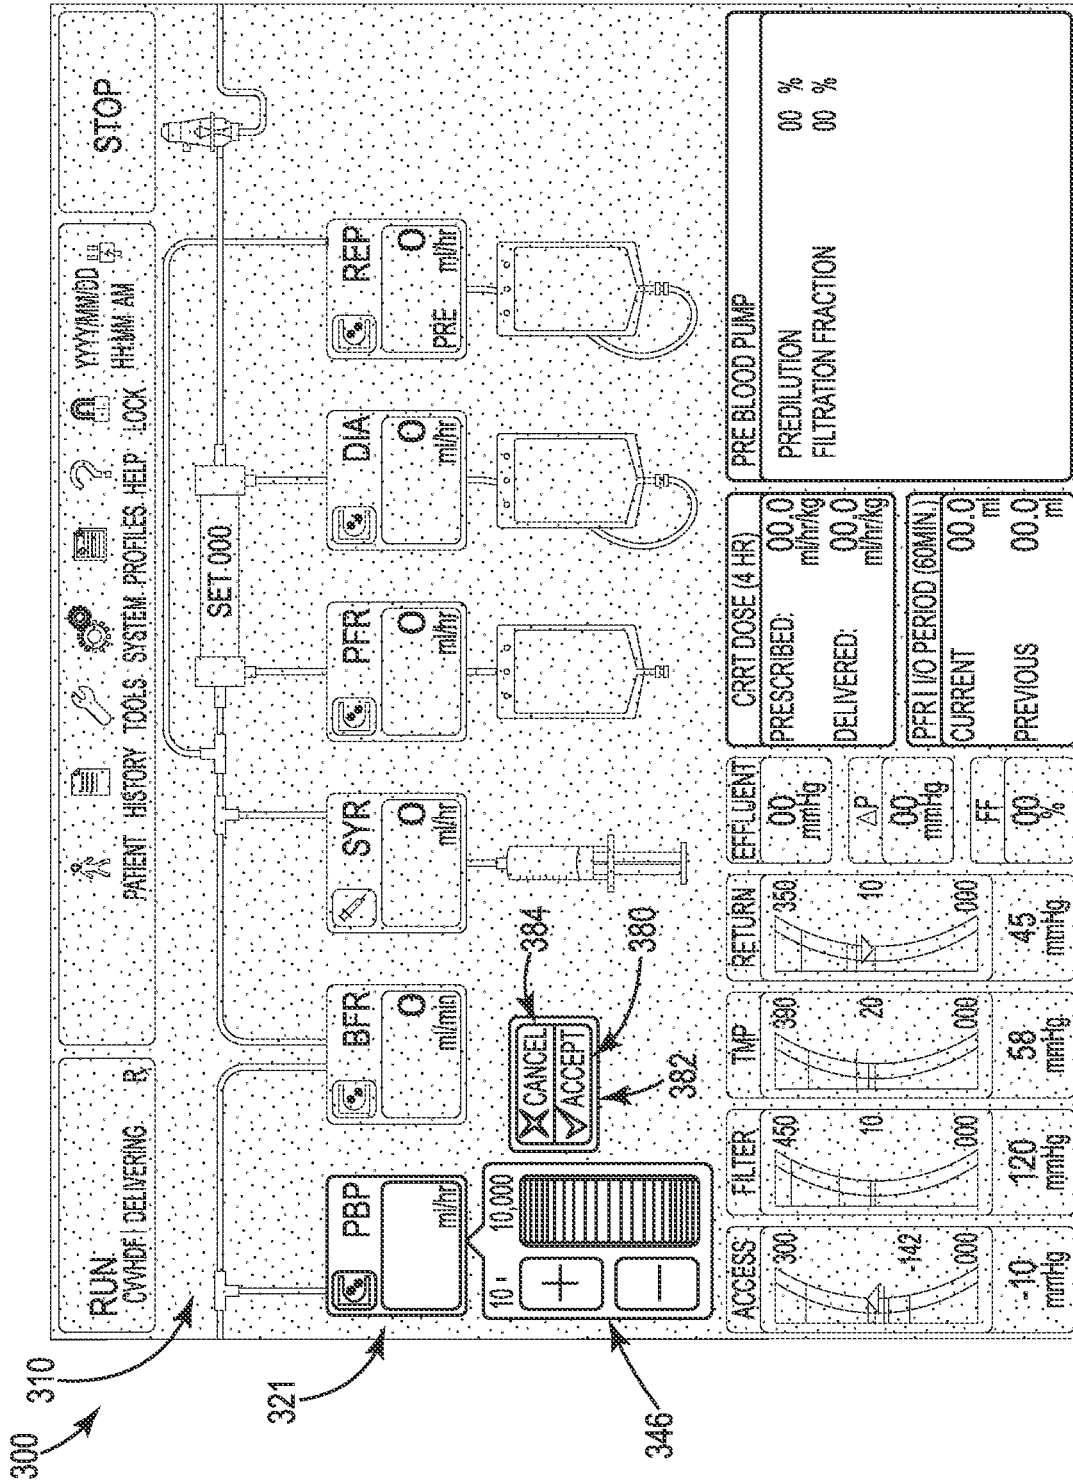 300
310
RUN
CVVHDF | DELIVERING
PATIENT HISTORY TOOLS SYSTEM PROFILES HELP LOCK
YYYY/MM/DD
HH:MM AM
STOP
SET 000
321
PBP
ml/hr
BFR
0
ml/min
SYR
0
ml/hr
PFR
0
ml/hr
DIA
0
ml/hr
REP
0
PRE ml/hr
346
10 - 10,000
+
−
CANCEL
ACCEPT
384
380
382
ACCESS
300
-142
000
-10
mmHg
FILTER
450
10
000
120
mmHg
TMP
390
20
000
58
mmHg
RETURN
350
10
000
45
mmHg
EFFLUENT
00
mmHg
△P
00
mmHg
FF
00
%
CRRT DOSE (4 HR)
PRESCRIBED: 00.0
ml/hr/kg
DELIVERED: 00.0
ml/hr/kg
PFR I/O PERIOD (60MIN.)
CURRENT 00.0
ml
PREVIOUS 00.0
ml
PRE BLOOD PUMP
PREDILUTION 00 %
FILTRATION FRACTION 00 %